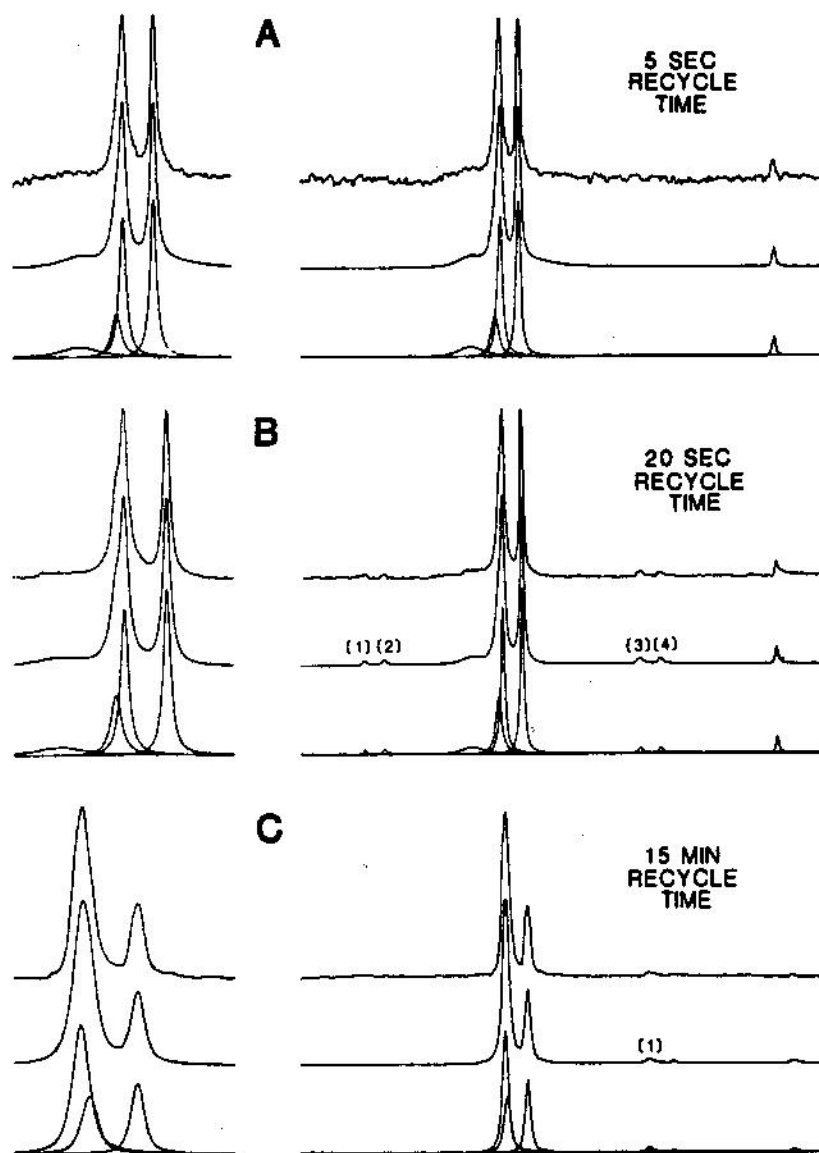 A
5 SEC
RECYCLE
TIME
B
20 SEC
RECYCLE
TIME
(1) (2)
(3) (4)
C
15 MIN
RECYCLE
TIME
(1)